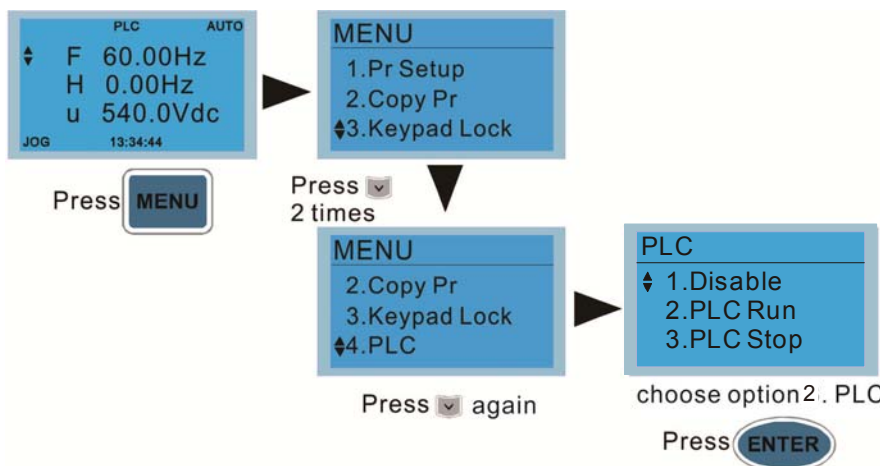 PLC AUTO
F 60.00Hz
H 0.00Hz
u 540.0Vdc
JOG 13:34:44
Press MENU
MENU
1.Pr Setup
2.Copy Pr
3.Keypad Lock
Press
2 times
MENU
2.Copy Pr
3.Keypad Lock
4.PLC
Press again
PLC
1.Disable
2.PLC Run
3.PLC Stop
choose option 2. PLC
Press ENTER